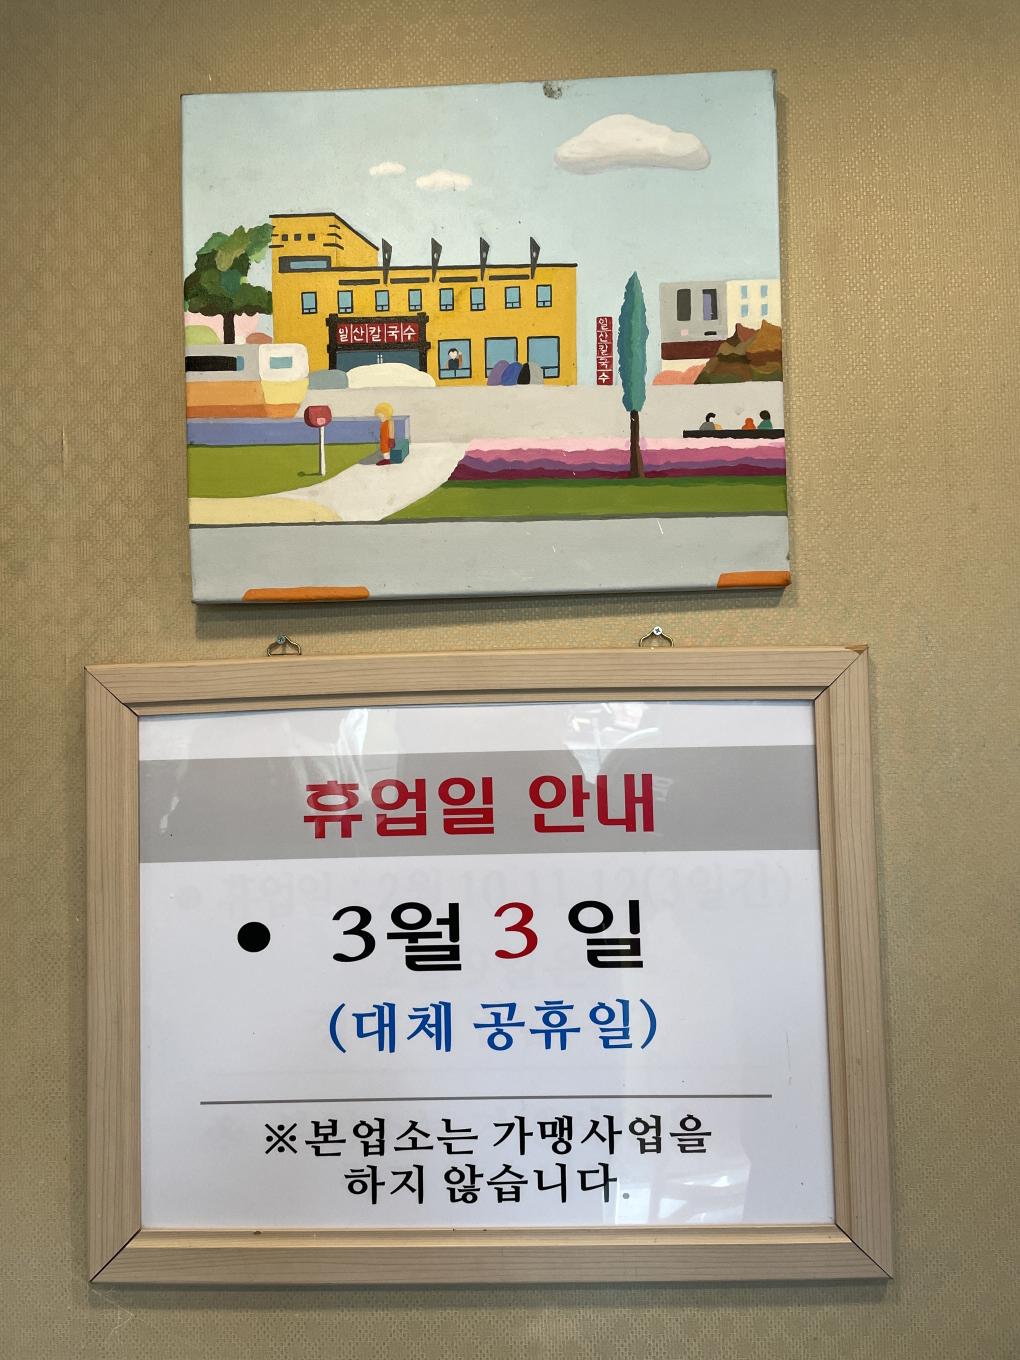 일산칼국수
일산칼국수
휴업일 안내
● 3월 3 일
(대체 공휴일)
※본업소는 가맹사업을
하지 않습니다.